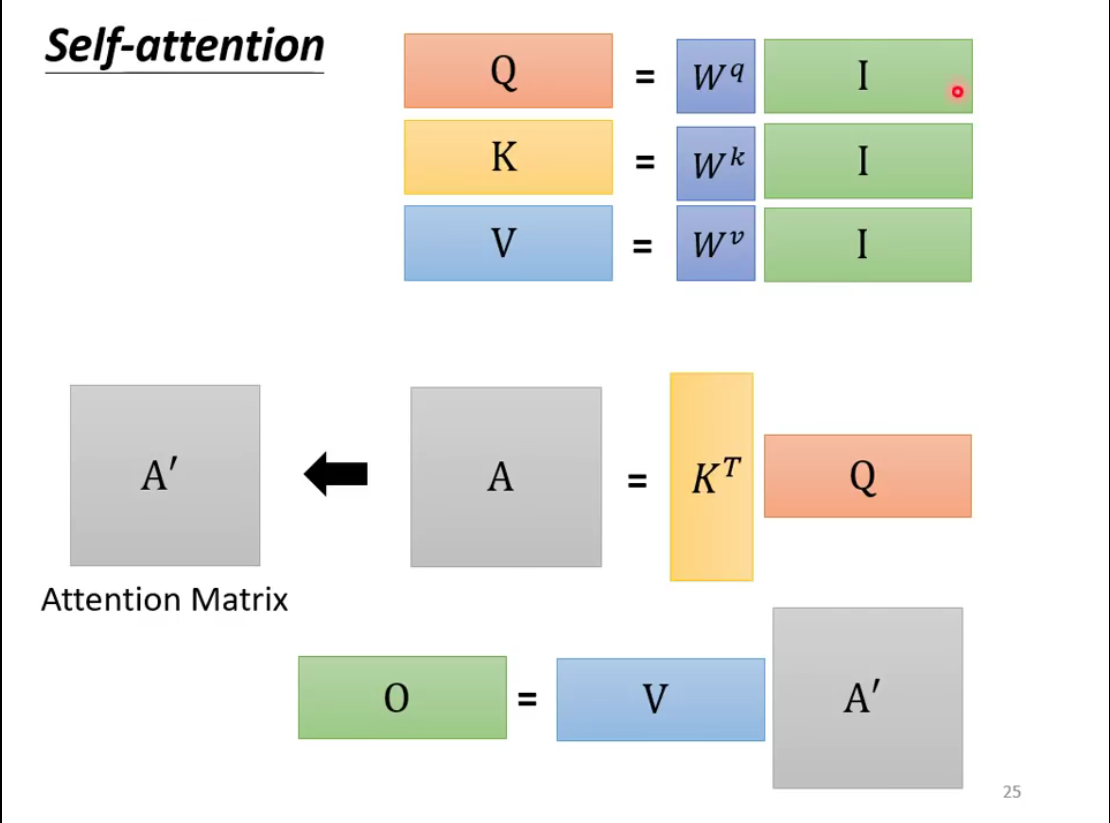 Self-attention
Q = W^q I
K = W^k I
V = W^v I
A′ A = K^T Q
Attention Matrix
O = V A′
25